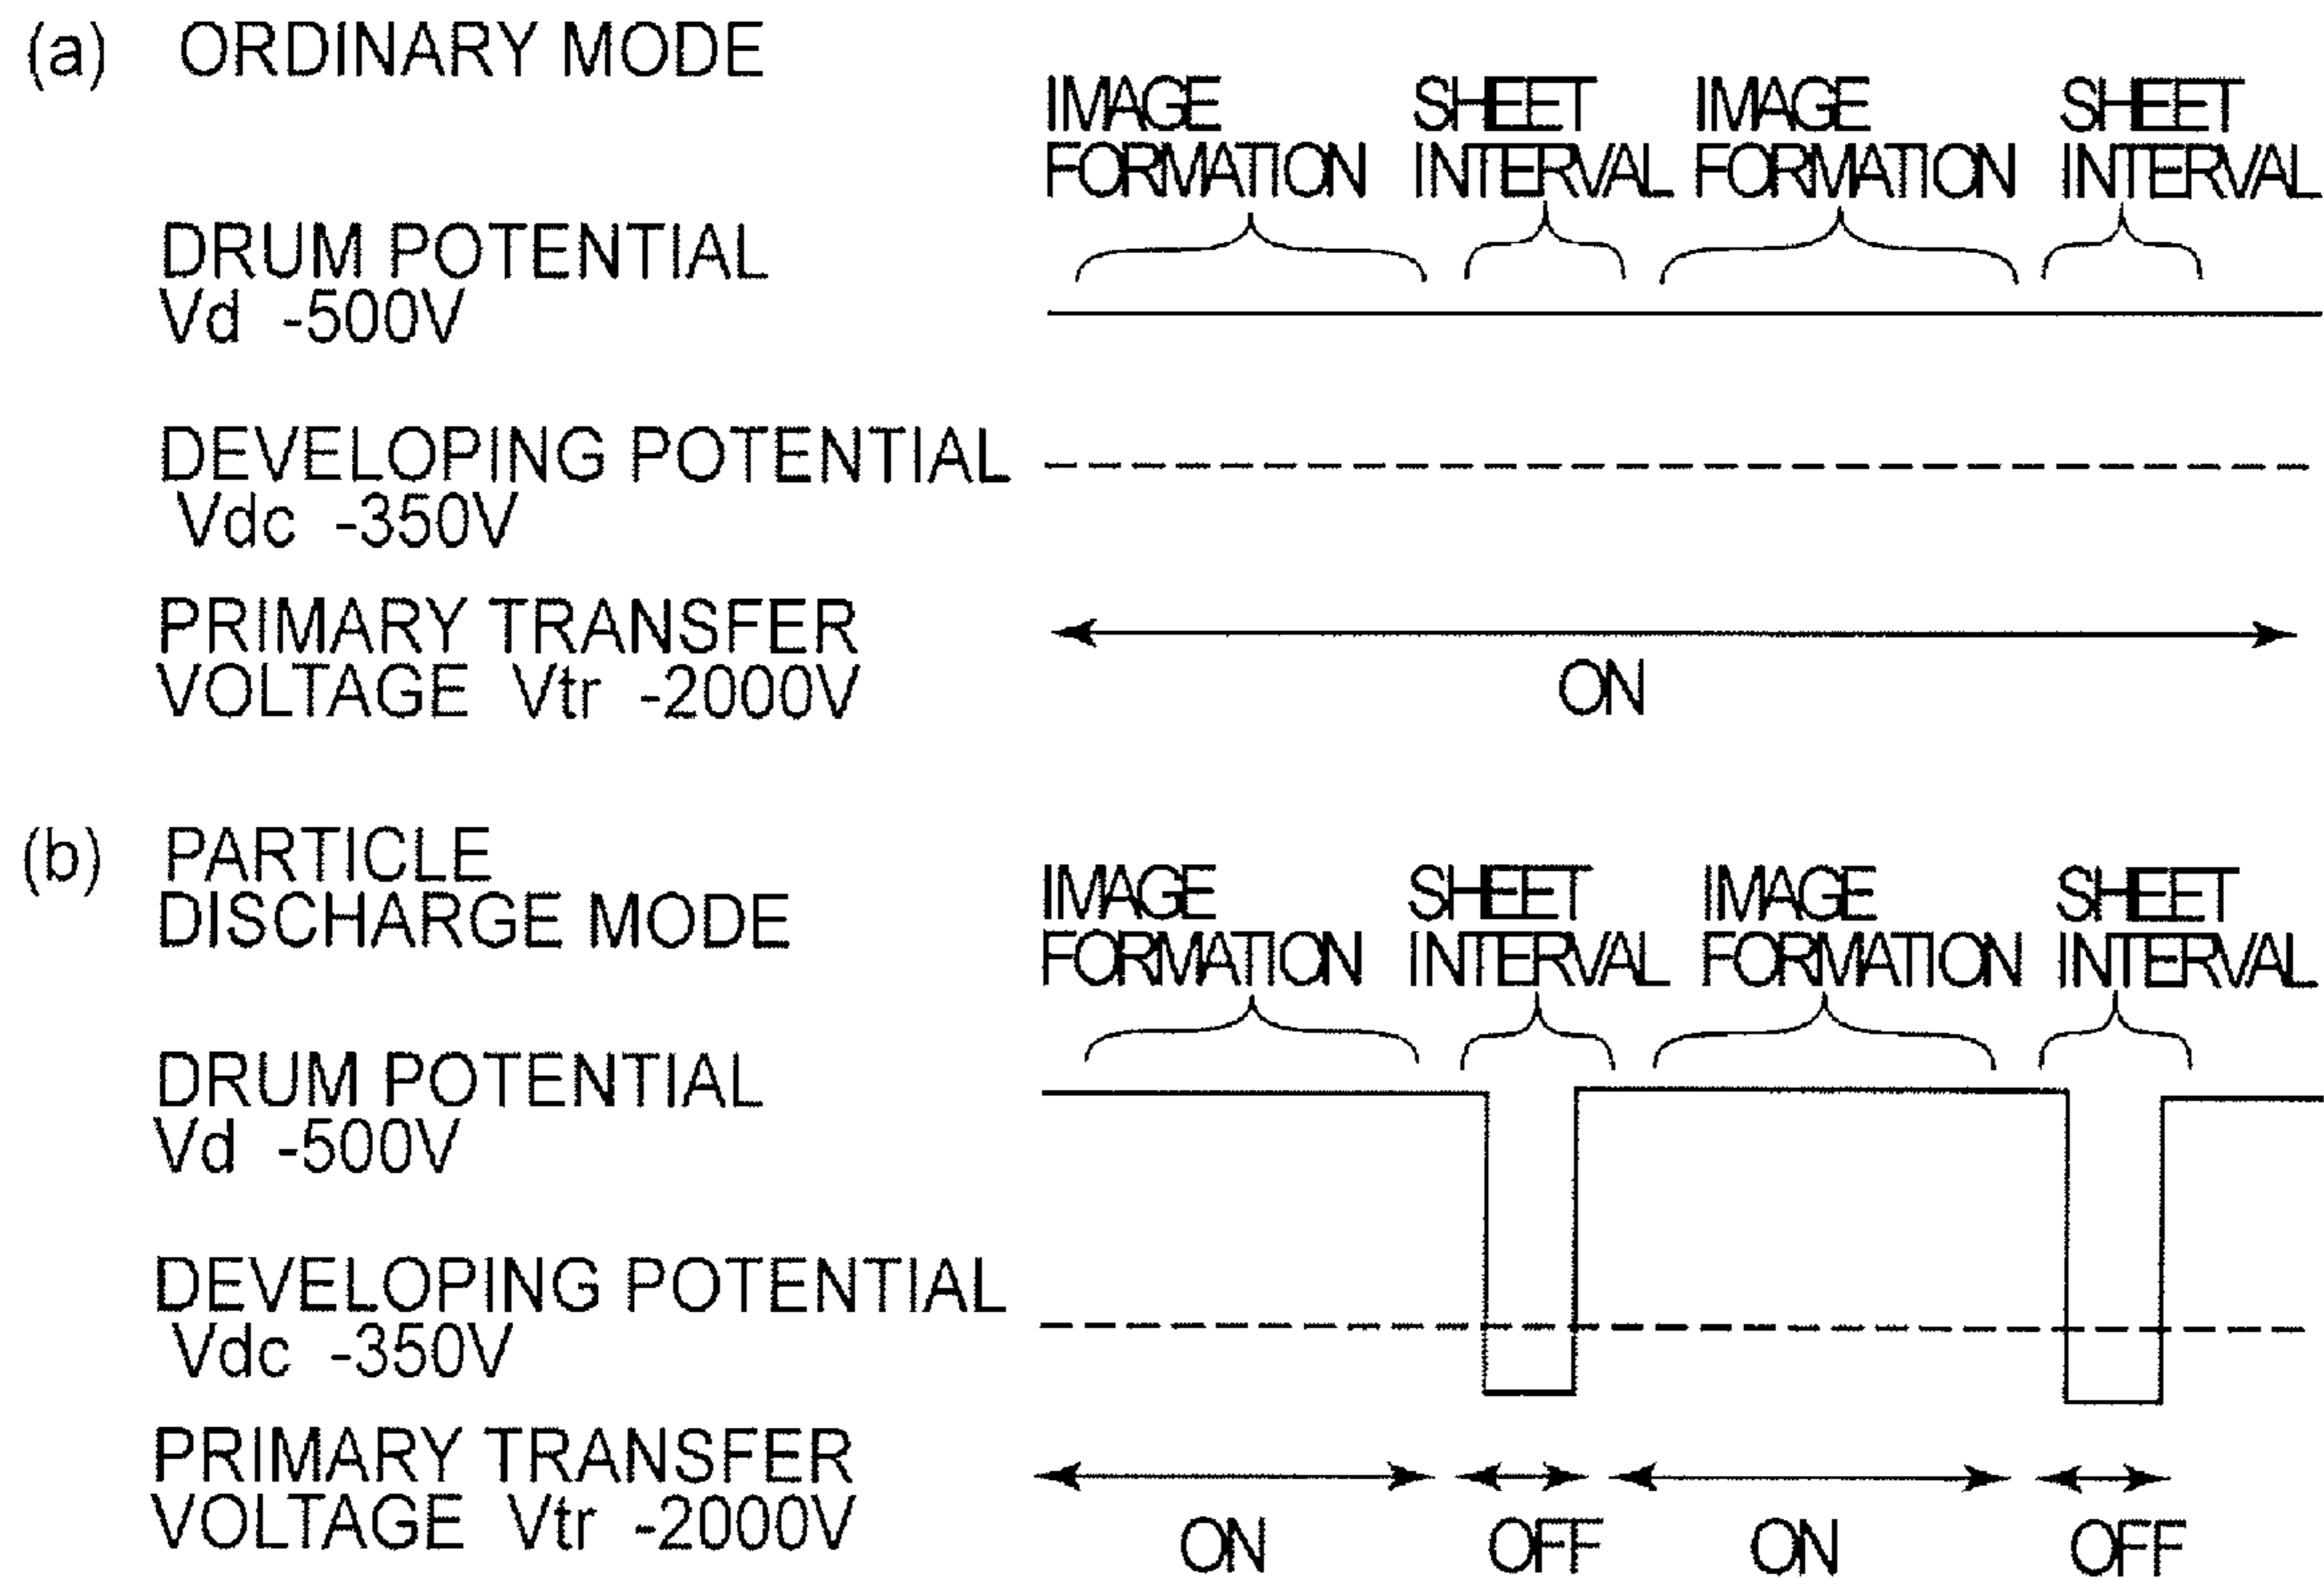 (a) ORDINARY MODE
IMAGE FORMATION
SHEET INTERVAL
IMAGE FORMATION
SHEET INTERVAL
DRUM POTENTIAL
Vd -500V
DEVELOPING POTENTIAL
Vdc -350V
PRIMARY TRANSFER
VOLTAGE Vtr -2000V
ON
(b) PARTICLE
DISCHARGE MODE
IMAGE FORMATION
SHEET INTERVAL
IMAGE FORMATION
SHEET INTERVAL
DRUM POTENTIAL
Vd -500V
DEVELOPING POTENTIAL
Vdc -350V
PRIMARY TRANSFER
VOLTAGE Vtr -2000V
ON
OFF
ON
OFF